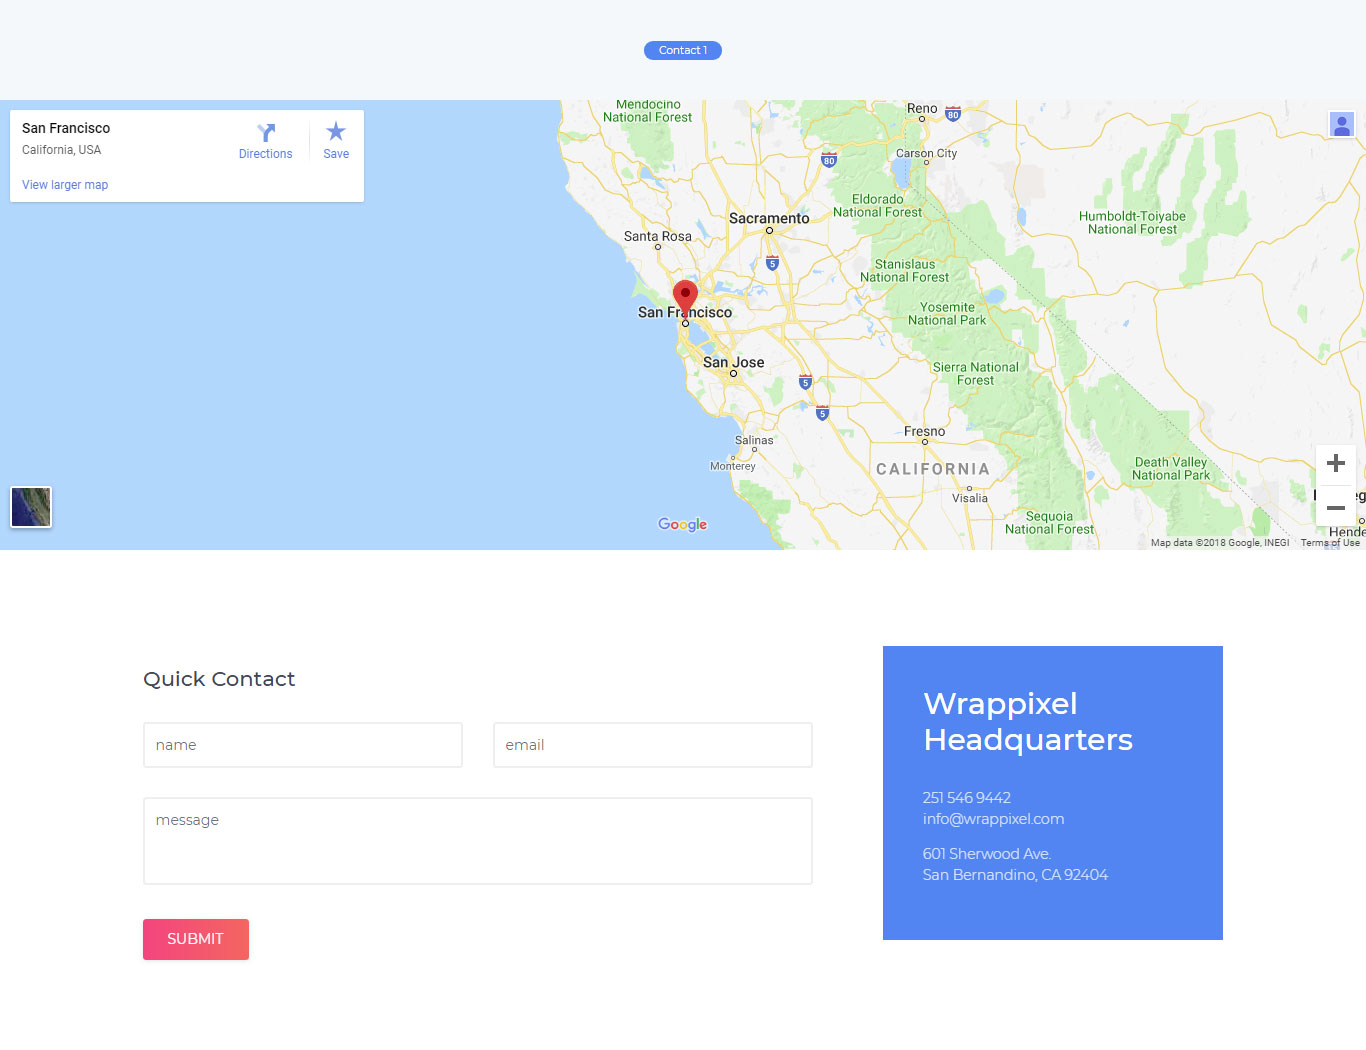 Contact 1
San Francisco
California, USA
Directions
Save
View larger map
Mendocino
National Forest
Reno
80
Carson City
80
Eldorado
National Forest
Sacramento
Humboldt-Toiyabe
National Forest
Santa Rosa
5
Stanislaus
National Forest
San Francisco
Yosemite
National Park
San Jose
Sierra National
Forest
5
5
Fresno
Salinas
Monterey
CALIFORNIA
Death Valley
National Park
Visalia
Sequoia
National Forest
Google
Map data ©2018 Google, INEGI
Terms of Use
Quick Contact
name
email
message
SUBMIT
Wrappixel
Headquarters
251 546 9442
info@wrappixel.com
601 Sherwood Ave.
San Bernandino, CA 92404